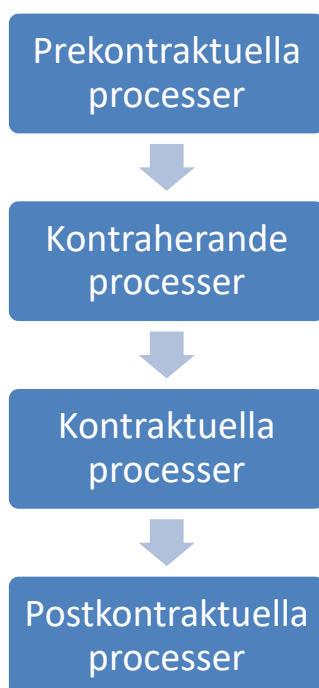 Prekontraktuella
processer
Kontraherande
processer
Kontraktuella
processer
Postkontraktuella
processer